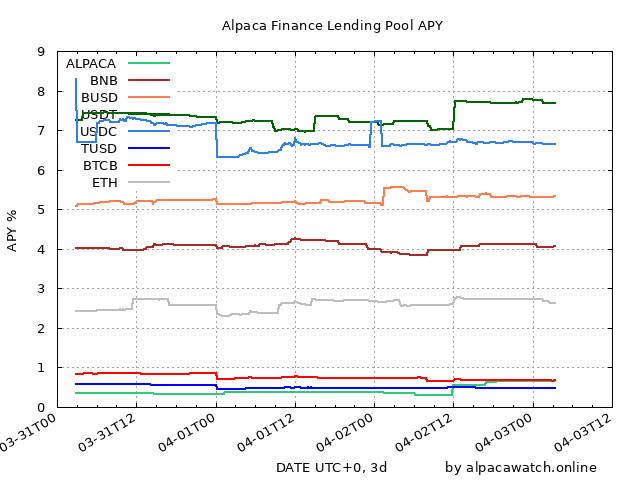 Alpaca Finance Lending Pool APY
9
8
7
6
5
4
3
2
1
0
APY %
ALPACA
BNB
BUSD
USDT
USDC
TUSD
BTCB
ETH
03-31T00
03-31T12
04-01T00
04-01T12
04-02T00
04-02T12
04-03T00
04-03T12
DATE UTC+0, 3d
by alpacawatch.online